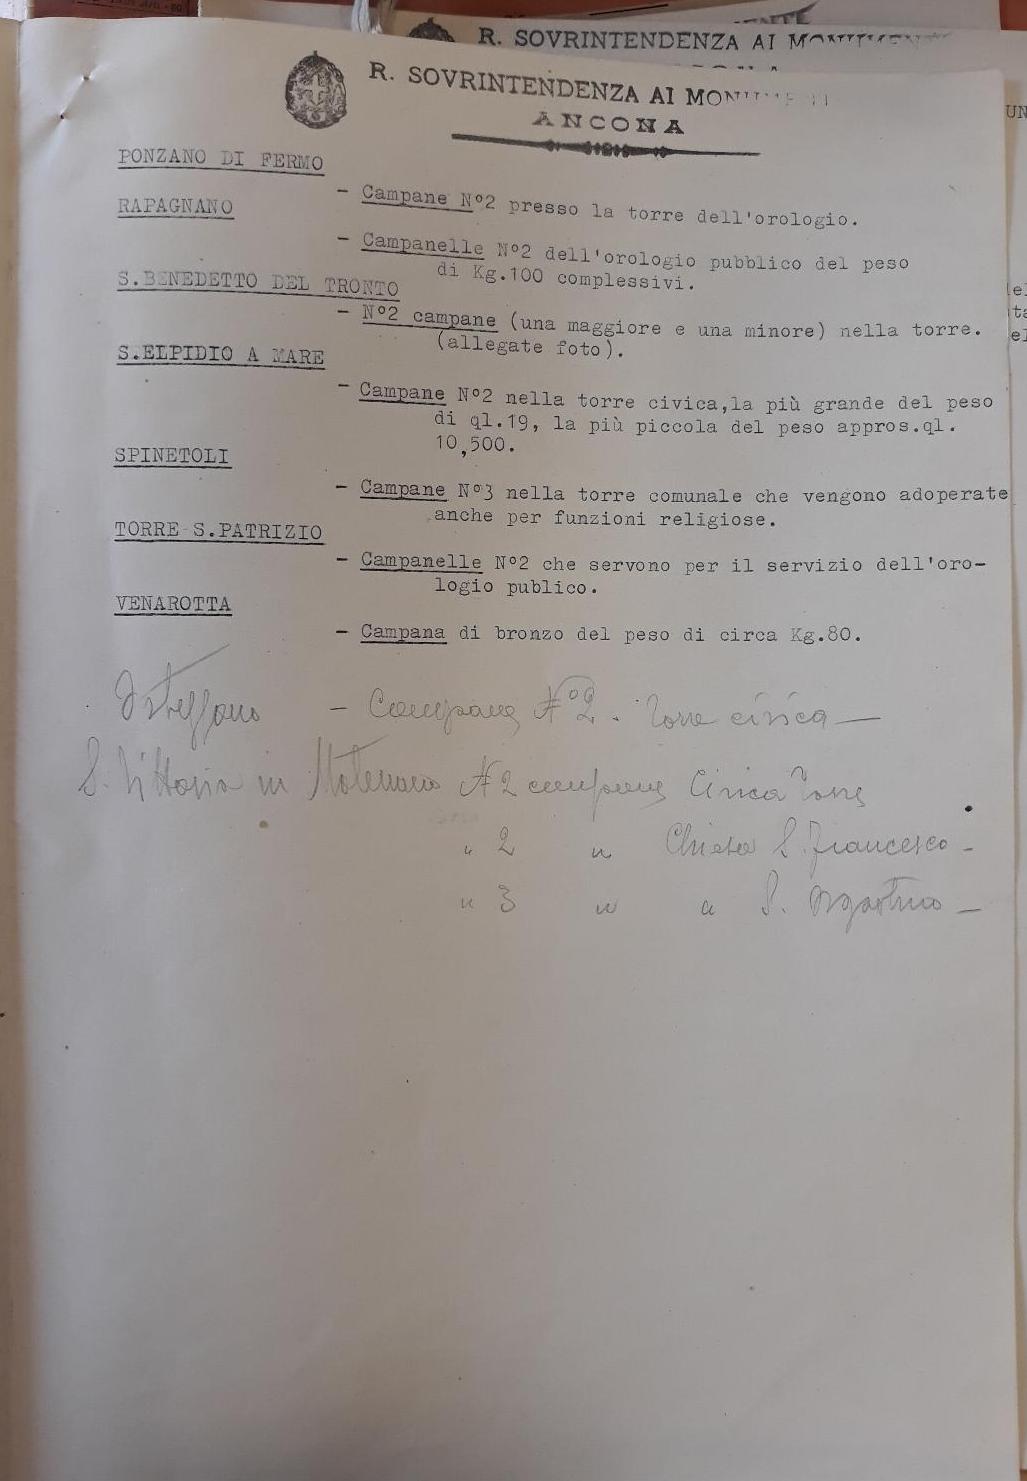 R. SOVRINTENDENZA AI
R. SOVRINTENDENZA AI
ANCONA
PONZANO DI FERMO
- Campane N°2 presso la torre dell'orologio.
RAPAGNANO
- Campanelle N°2 dell'orologio pubblico del peso
di Kg.100 complessivi.
S.BENEDETTO DEL TRONTO
- N°2 campane (una maggiore e una minore) nella torre.
(allegate foto).
S.ELPIDIO A MARE
- Campane N°2 nella torre civica,la più grande del peso
di ql.19, la più piccola del peso appros.ql.
10,500.
SPINETOLI
- Campane N°3 nella torre comunale che vengono adoperate
anche per funzioni religiose.
TORRE S.PATRIZIO
- Campanelle N°2 che servono per il servizio dell'oro-
logio publico.
VENAROTTA
- Campana di bronzo del peso di circa Kg.80.
- Campane N° 2. Torre civica -
S. Vittoria in Matenano N 2 campane Civica Torre
" 2 " Chiesa S. Francesco -
" 3 " " S. Agostino -